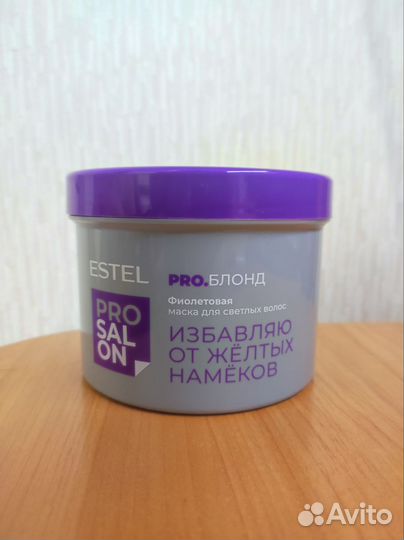 ESTEL
PRO
SAL
ON
PRO.БЛОНД
Фиолетовая
маска для светлых волос
ИЗБАВЛЯЮ
ОТ ЖЁЛТЫХ
НАМЁКОВ
Avito